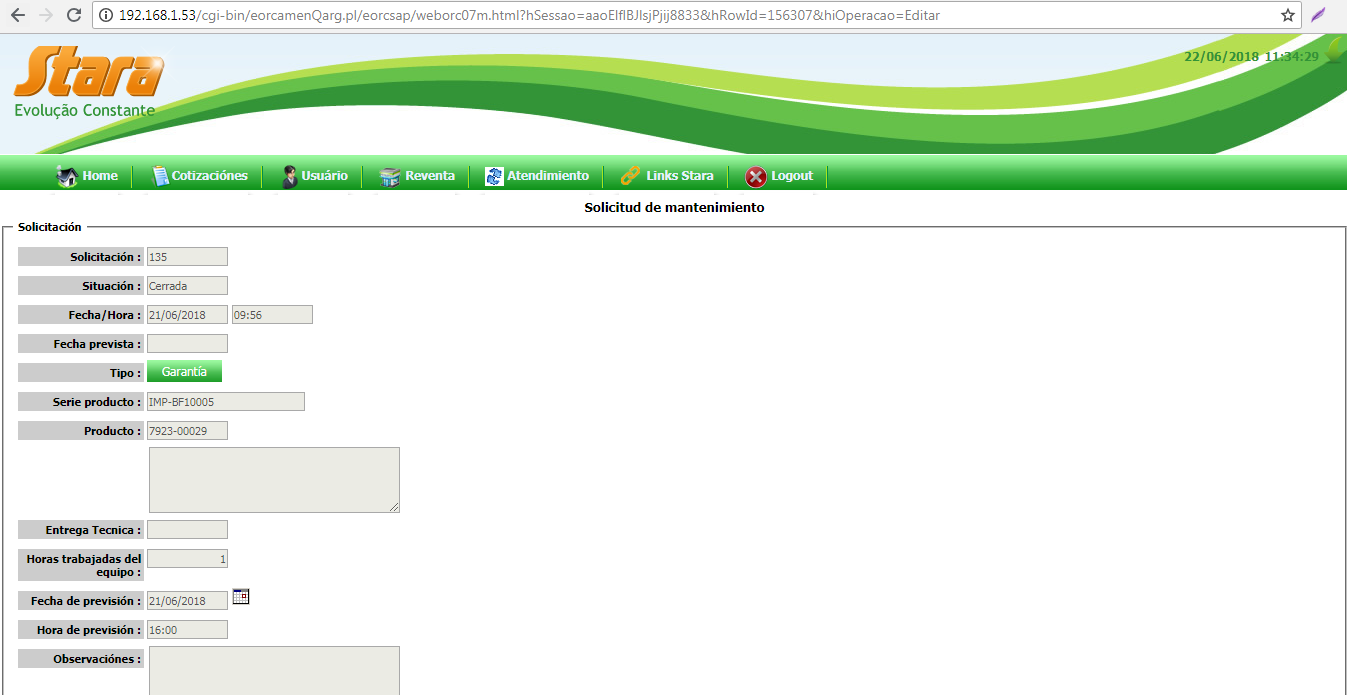 192.168.1.53/cgi-bin/eorcamenQarg.pl/eorcsap/weborc07m.html?hSessao=aaoElflBJlsjPjij8833&hRowId=156307&hiOperacao=Editar
Stara
Evolução Constante
22/06/2018 11:34:29
Home Cotizaciónes Usuário Reventa Atendimiento Links Stara Logout
Solicitud de mantenimiento
Solicitación
Solicitación : 135
Situación : Cerrada
Fecha/Hora : 21/06/2018 09:56
Fecha prevista :
Tipo : Garantía
Serie producto : IMP-BF10005
Producto : 7923-00029
Entrega Tecnica :
Horas trabajadas del
equipo : 1
Fecha de previsión : 21/06/2018
Hora de previsión : 16:00
Observaciónes :